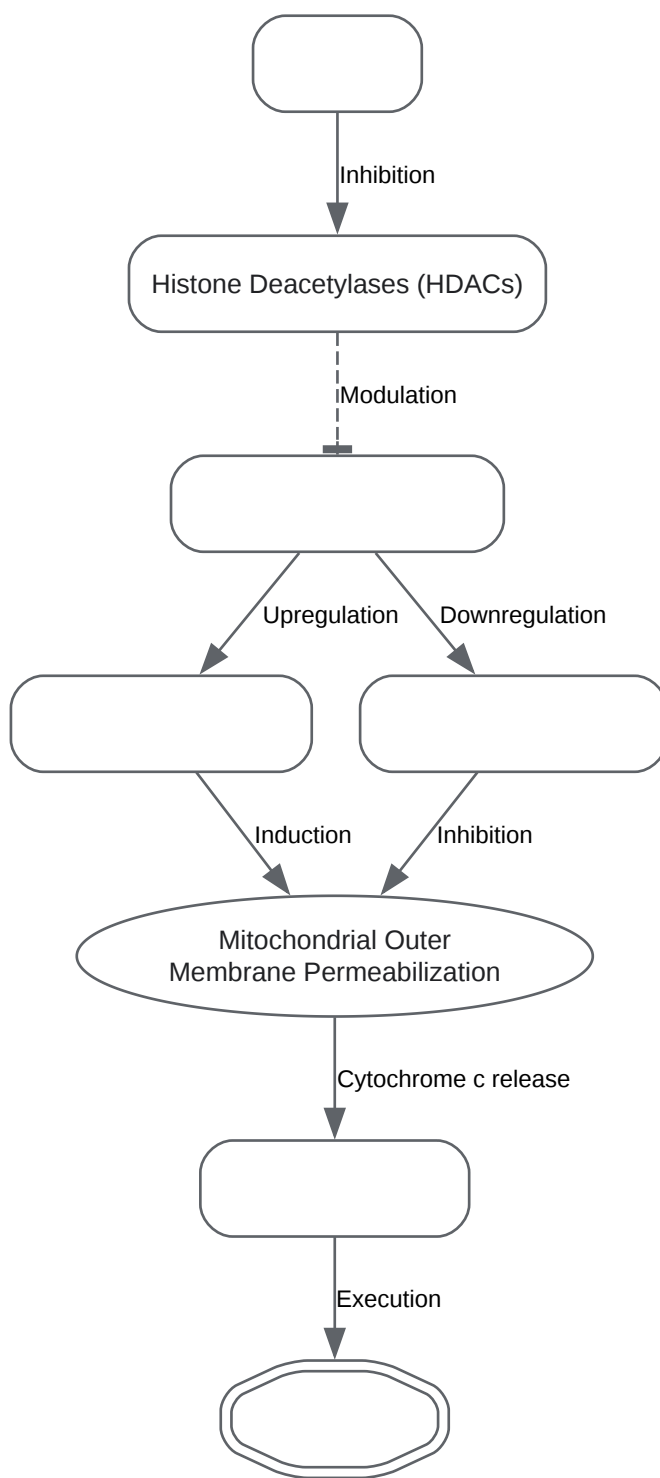 Inhibition
Histone Deacetylases (HDACs)
Modulation
Upregulation
Downregulation
Induction
Inhibition
Mitochondrial Outer
Membrane Permeabilization
Cytochrome c release
Execution